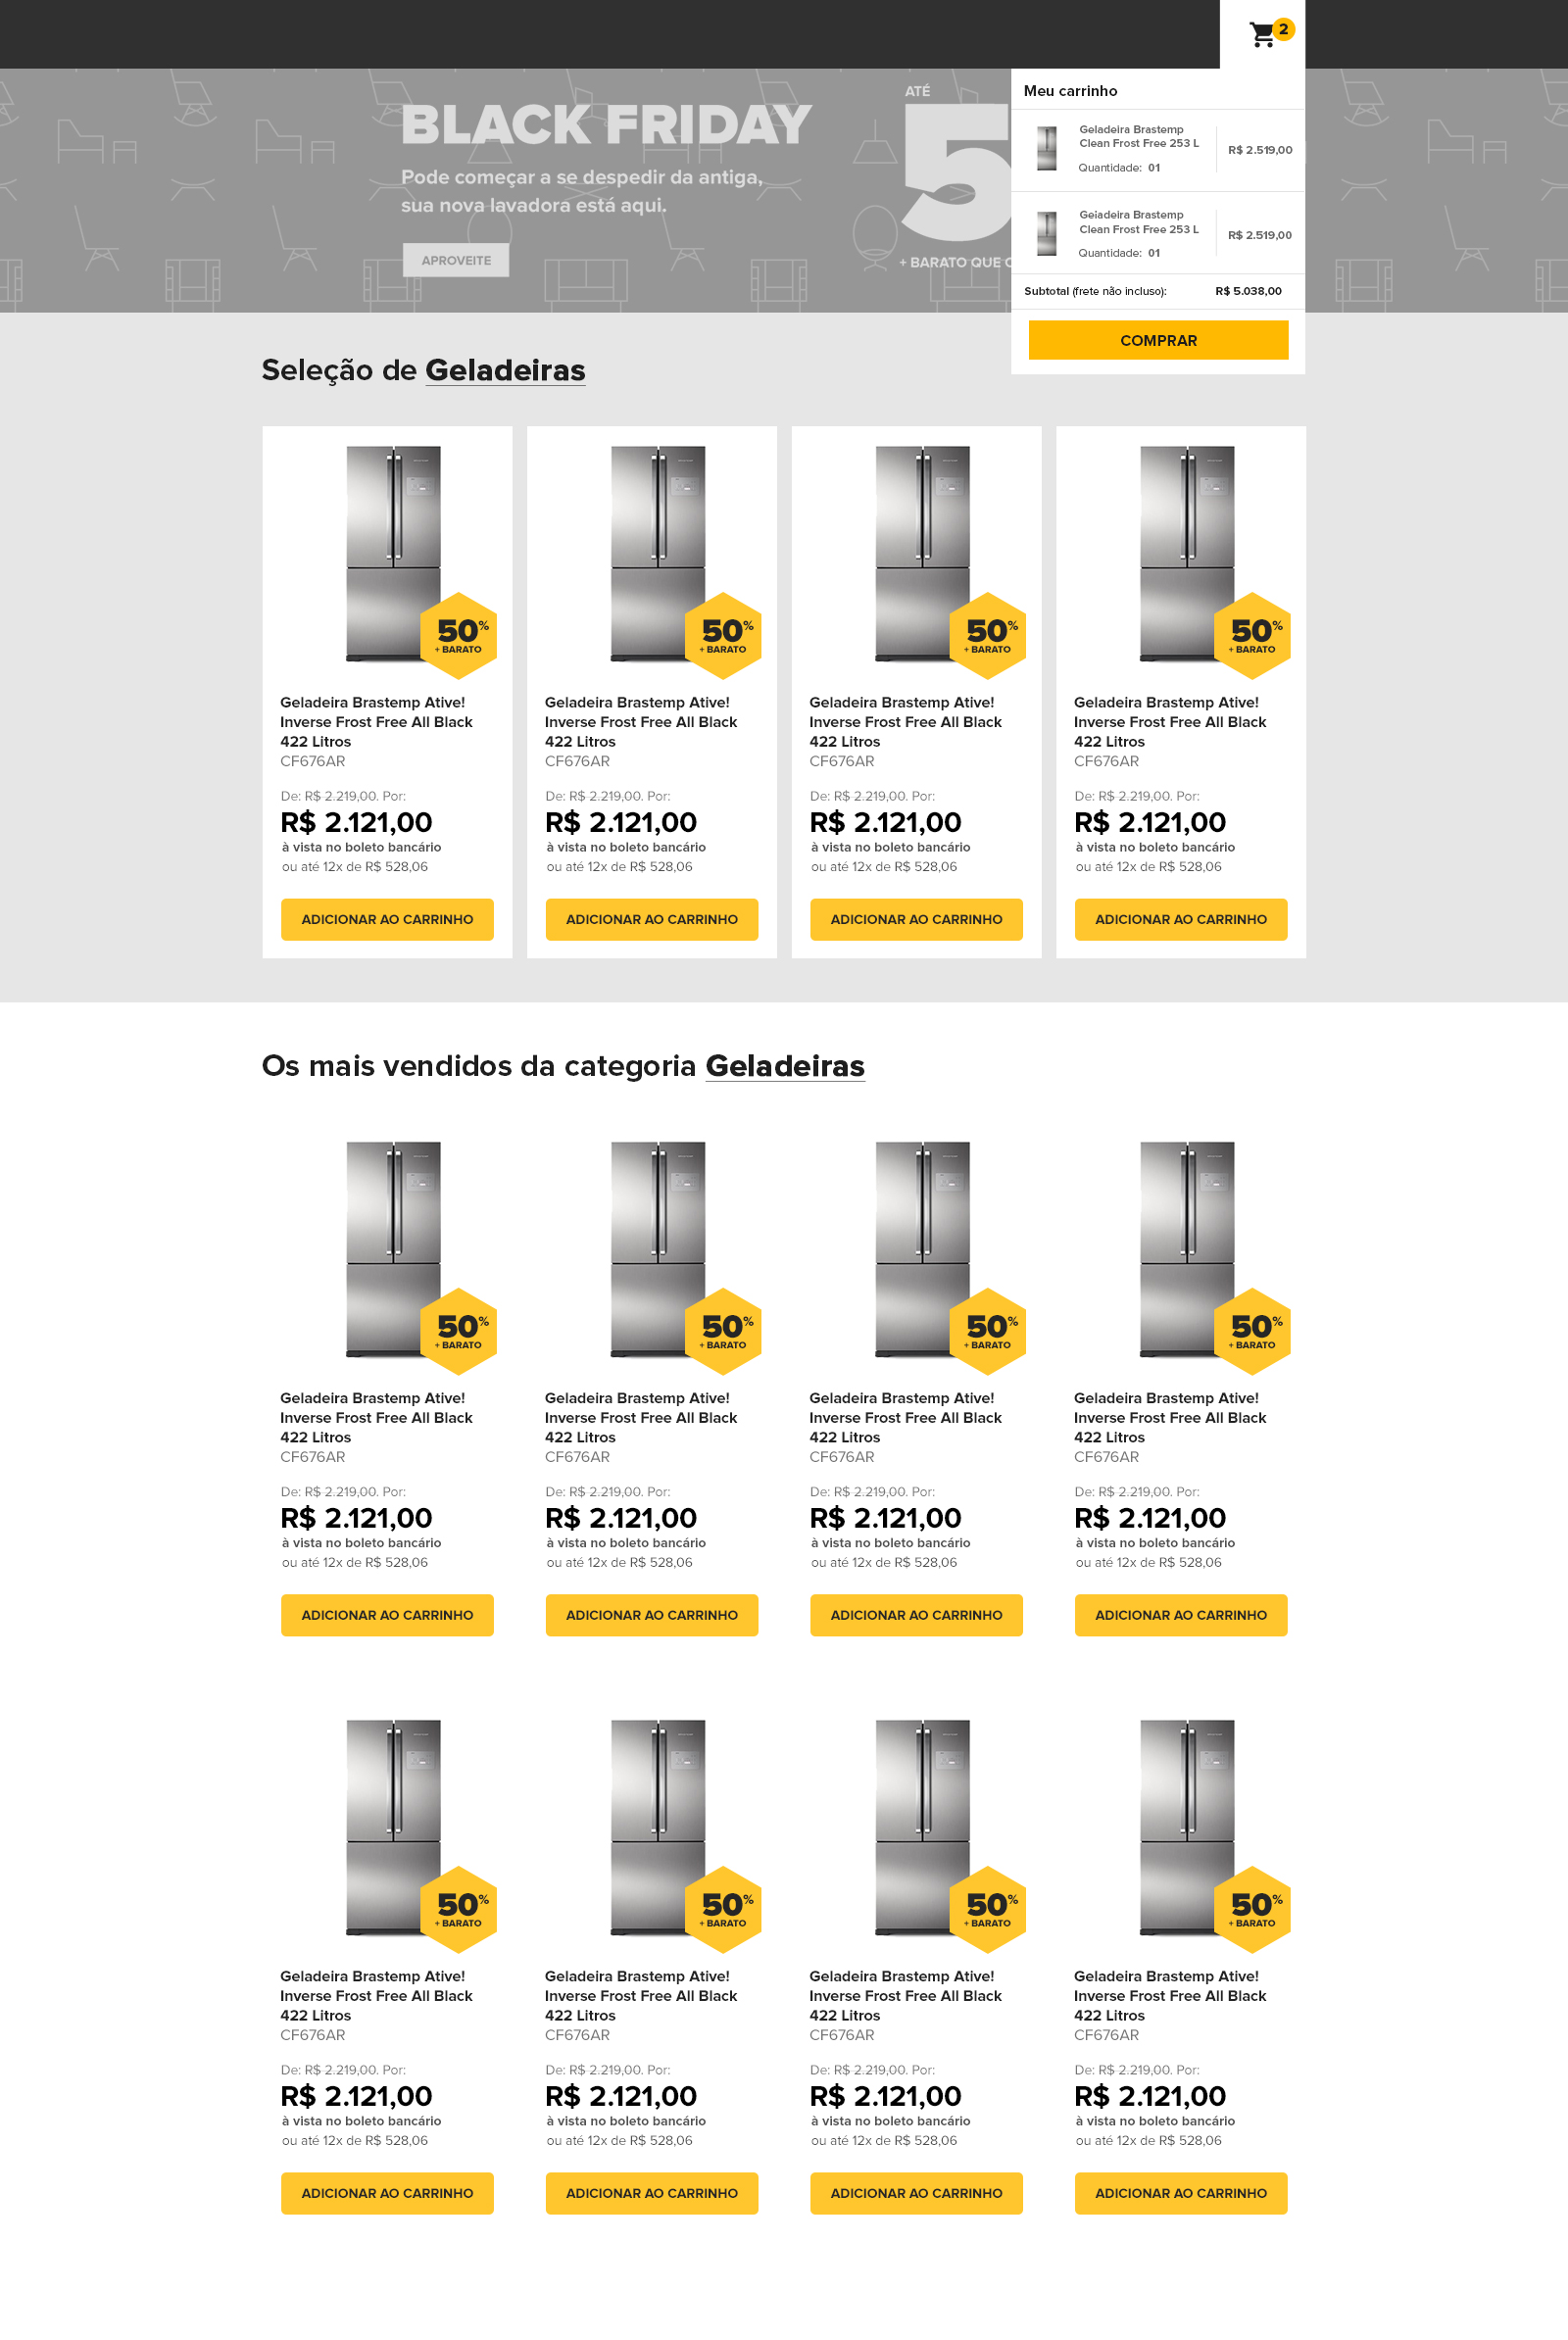 2
Meu carrinho
Geladeira Brastemp
Clean Frost Free 253 L
Quantidade: 01
R$ 2.519,00
Geladeira Brastemp
Clean Frost Free 253 L
Quantidade: 01
R$ 2.519,00
Subtotal (frete não incluso): R$ 5.038,00
COMPRAR
BLACK FRIDAY
Pode começar a se despedir da antiga,
sua nova lavadora está aqui.
APROVEITE
ATÉ
5
+ BARATO QUE
Seleção de Geladeiras
50%
+ BARATO
Geladeira Brastemp Ative!
Inverse Frost Free All Black
422 Litros
CF676AR
De: R$ 2.219,00. Por:
R$ 2.121,00
à vista no boleto bancário
ou até 12x de R$ 528,06
ADICIONAR AO CARRINHO
50%
+ BARATO
Geladeira Brastemp Ative!
Inverse Frost Free All Black
422 Litros
CF676AR
De: R$ 2.219,00. Por:
R$ 2.121,00
à vista no boleto bancário
ou até 12x de R$ 528,06
ADICIONAR AO CARRINHO
50%
+ BARATO
Geladeira Brastemp Ative!
Inverse Frost Free All Black
422 Litros
CF676AR
De: R$ 2.219,00. Por:
R$ 2.121,00
à vista no boleto bancário
ou até 12x de R$ 528,06
ADICIONAR AO CARRINHO
50%
+ BARATO
Geladeira Brastemp Ative!
Inverse Frost Free All Black
422 Litros
CF676AR
De: R$ 2.219,00. Por:
R$ 2.121,00
à vista no boleto bancário
ou até 12x de R$ 528,06
ADICIONAR AO CARRINHO
Os mais vendidos da categoria Geladeiras
50%
+ BARATO
Geladeira Brastemp Ative!
Inverse Frost Free All Black
422 Litros
CF676AR
De: R$ 2.219,00. Por:
R$ 2.121,00
à vista no boleto bancário
ou até 12x de R$ 528,06
ADICIONAR AO CARRINHO
50%
+ BARATO
Geladeira Brastemp Ative!
Inverse Frost Free All Black
422 Litros
CF676AR
De: R$ 2.219,00. Por:
R$ 2.121,00
à vista no boleto bancário
ou até 12x de R$ 528,06
ADICIONAR AO CARRINHO
50%
+ BARATO
Geladeira Brastemp Ative!
Inverse Frost Free All Black
422 Litros
CF676AR
De: R$ 2.219,00. Por:
R$ 2.121,00
à vista no boleto bancário
ou até 12x de R$ 528,06
ADICIONAR AO CARRINHO
50%
+ BARATO
Geladeira Brastemp Ative!
Inverse Frost Free All Black
422 Litros
CF676AR
De: R$ 2.219,00. Por:
R$ 2.121,00
à vista no boleto bancário
ou até 12x de R$ 528,06
ADICIONAR AO CARRINHO
50%
+ BARATO
Geladeira Brastemp Ative!
Inverse Frost Free All Black
422 Litros
CF676AR
De: R$ 2.219,00. Por:
R$ 2.121,00
à vista no boleto bancário
ou até 12x de R$ 528,06
ADICIONAR AO CARRINHO
50%
+ BARATO
Geladeira Brastemp Ative!
Inverse Frost Free All Black
422 Litros
CF676AR
De: R$ 2.219,00. Por:
R$ 2.121,00
à vista no boleto bancário
ou até 12x de R$ 528,06
ADICIONAR AO CARRINHO
50%
+ BARATO
Geladeira Brastemp Ative!
Inverse Frost Free All Black
422 Litros
CF676AR
De: R$ 2.219,00. Por:
R$ 2.121,00
à vista no boleto bancário
ou até 12x de R$ 528,06
ADICIONAR AO CARRINHO
50%
+ BARATO
Geladeira Brastemp Ative!
Inverse Frost Free All Black
422 Litros
CF676AR
De: R$ 2.219,00. Por:
R$ 2.121,00
à vista no boleto bancário
ou até 12x de R$ 528,06
ADICIONAR AO CARRINHO